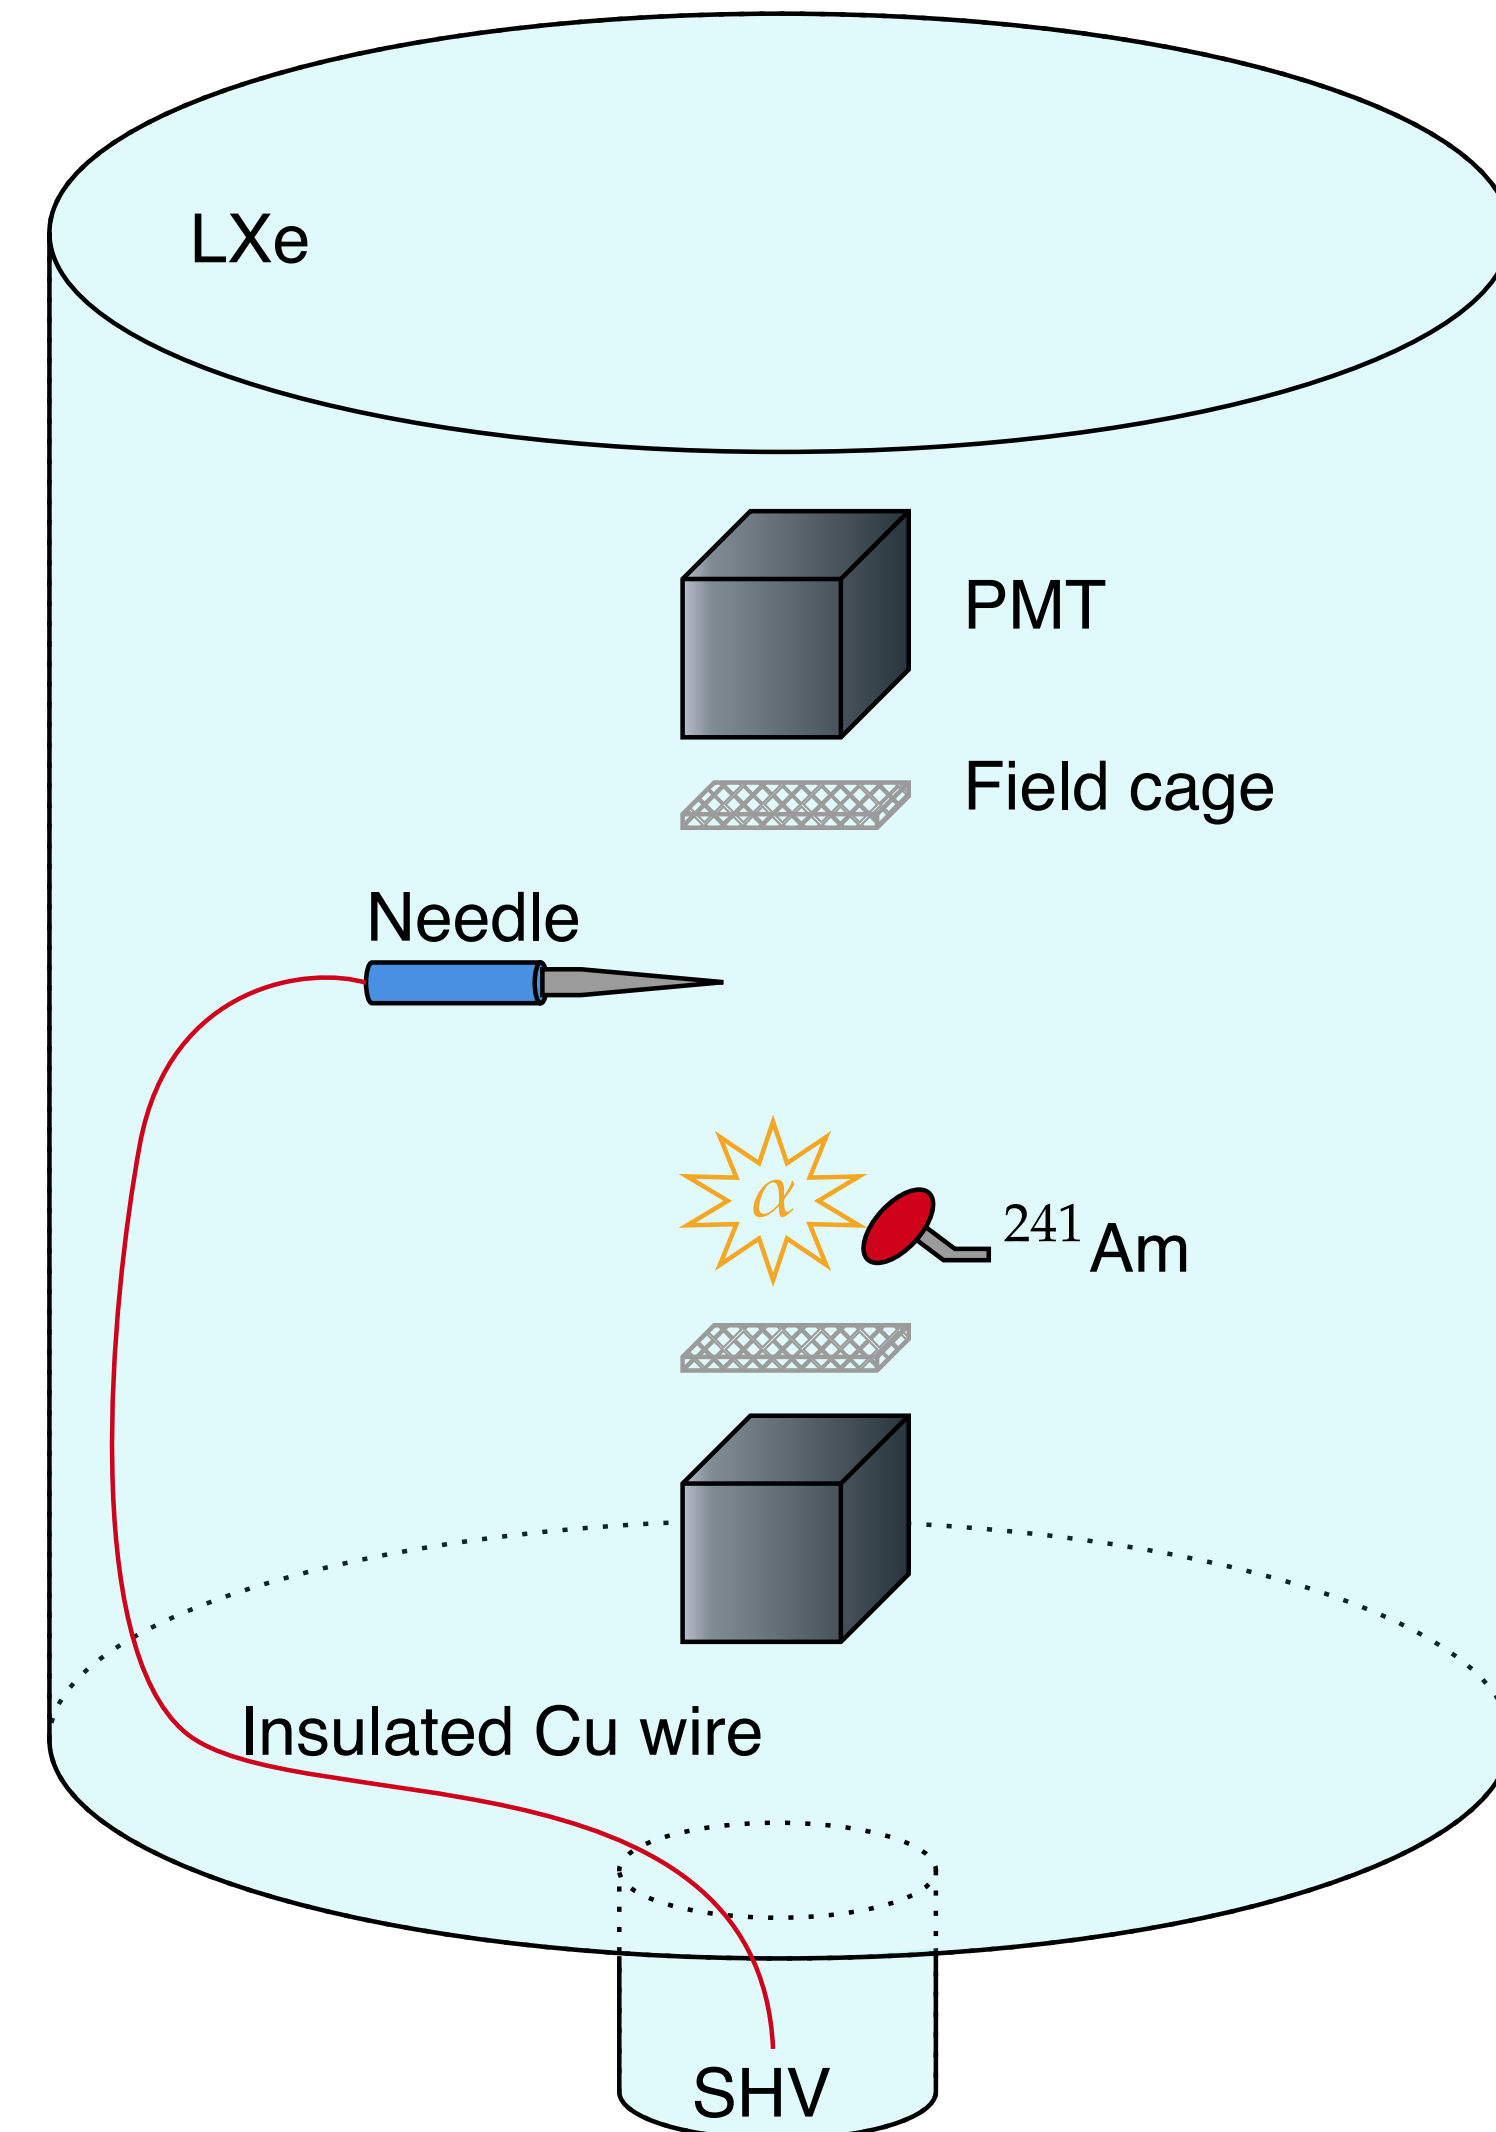 LXe
PMT
Field cage
Needle
α
241Am
Insulated Cu wire
SHV